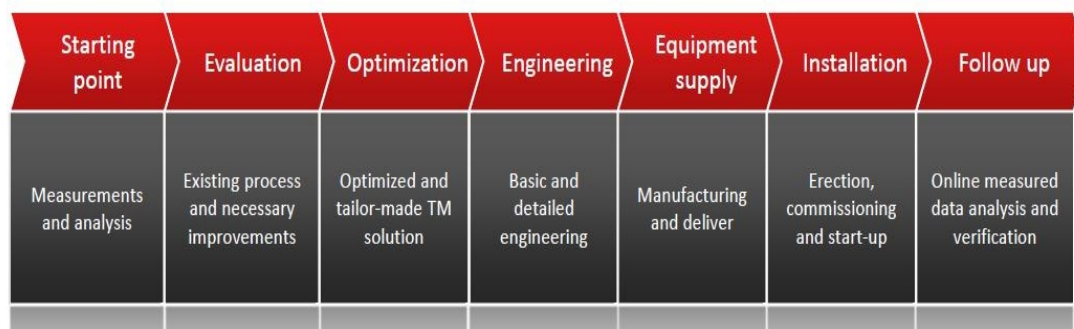 Starting
point
Evaluation
Optimization
Engineering
Equipment
supply
Installation
Follow up
Measurements
and analysis
Existing process
and necessary
improvements
Optimized and
tailor-made TM
solution
Basic and
detailed
engineering
Manufacturing
and deliver
Erection,
commissioning
and start-up
Online measured
data analysis and
verification